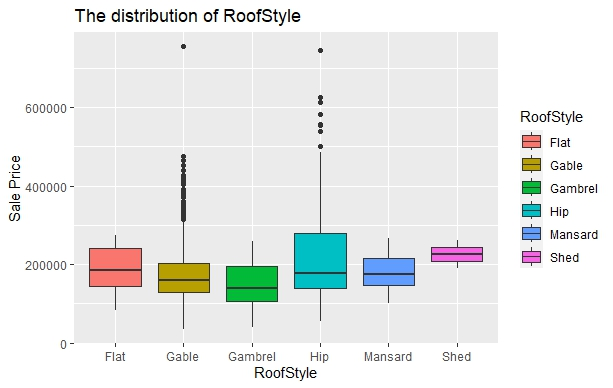 The distribution of RoofStyle
Sale Price
600000
400000
200000
0
Flat
Gable
Gambrel
Hip
Mansard
Shed
RoofStyle
RoofStyle
Flat
Gable
Gambrel
Hip
Mansard
Shed